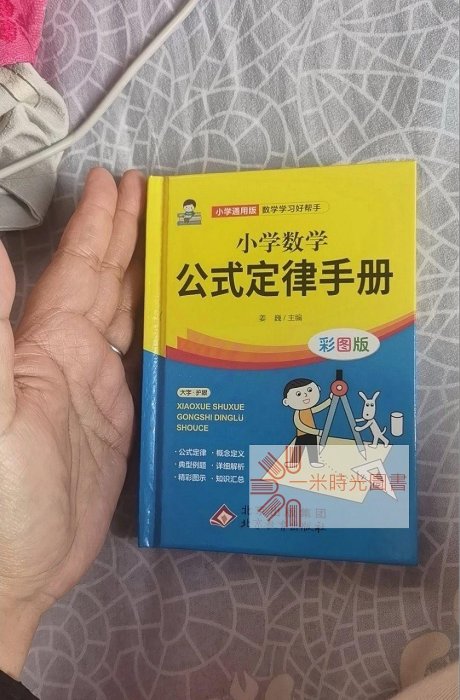 小学通用版 数学学习好帮手
小学数学
公式定律手册
姜巍/主编
彩图版
大字·护眼
XIAOXUE SHUXUE
GONGSHI DINGLU
SHOUCE
·公式定律 ·概念定义
·典型例题 ·详细解析
·精彩图示 ·知识汇总
一米時光圖書